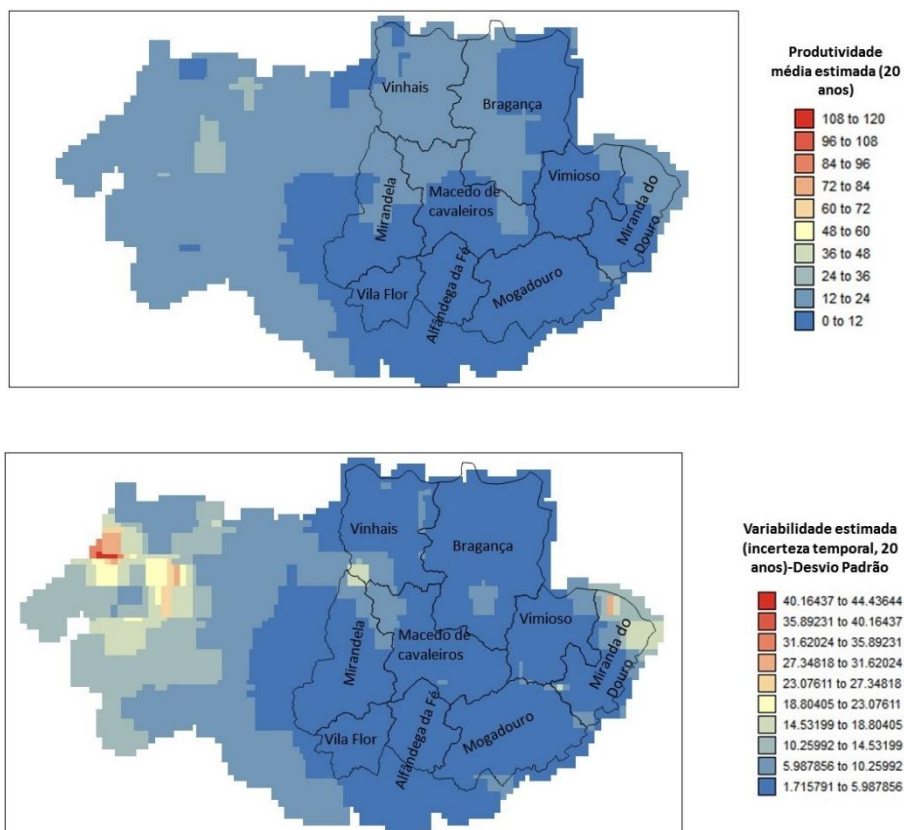 Produtividade
média estimada (20
anos)
108 to 120
96 to 108
84 to 96
72 to 84
60 to 72
48 to 60
36 to 48
24 to 36
12 to 24
0 to 12
Vinhais
Bragança
Vimioso
Miranda do
Douro
Macedo de
cavaleiros
Mirandela
Vila Flor
Alfândega da Fé
Mogadouro
Variabilidade estimada
(incerteza temporal, 20
anos)-Desvio Padrão
40.16437 to 44.43644
35.89231 to 40.16437
31.62024 to 35.89231
27.34818 to 31.62024
23.07611 to 27.34818
18.80405 to 23.07611
14.53199 to 18.80405
10.25992 to 14.53199
5.987856 to 10.25992
1.715791 to 5.987856
Vinhais
Bragança
Vimioso
Miranda do
Douro
Macedo de
cavaleiros
Mirandela
Vila Flor
Alfândega da Fé
Mogadouro